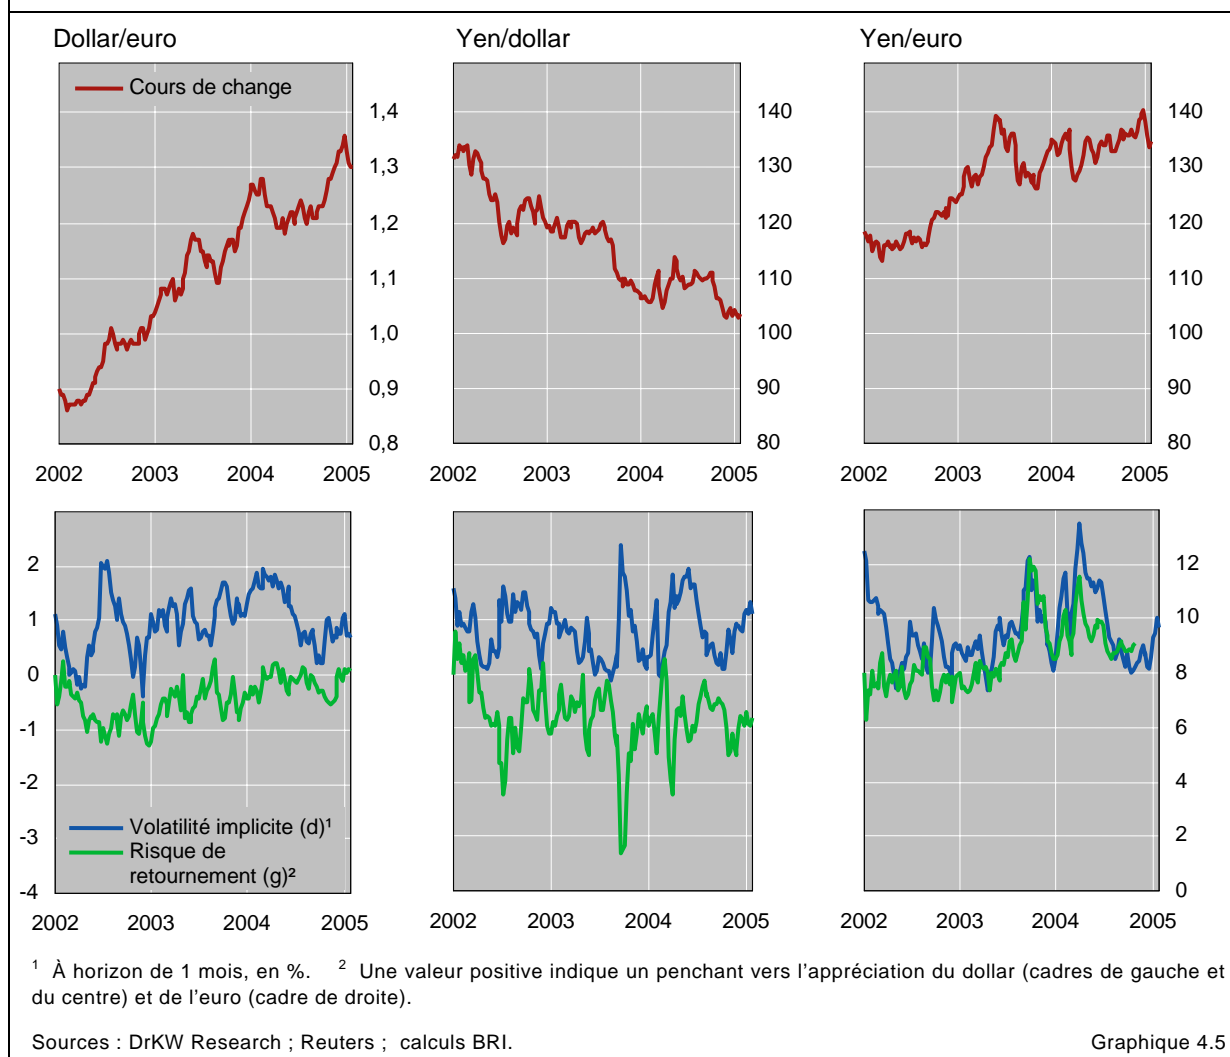 Dollar/euro Yen/dollar Yen/euro
Cours de change
1,4 140 140
1,3 130 130
1,2 120 120
1,1 110 110
1,0 100 100
0,9 90 90
0,8 80 80
2002 2003 2004 2005 2002 2003 2004 2005 2002 2003 2004 2005
2 12
1 10
0 8
-1 6
-2 4
-3 2
-4 0
Volatilité implicite (d)¹
Risque de
retournement (g)²
2002 2003 2004 2005 2002 2003 2004 2005 2002 2003 2004 2005
¹ À horizon de 1 mois, en %. ² Une valeur positive indique un penchant vers l'appréciation du dollar (cadres de gauche et
du centre) et de l'euro (cadre de droite).
Sources : DrKW Research ; Reuters ; calculs BRI. Graphique 4.5